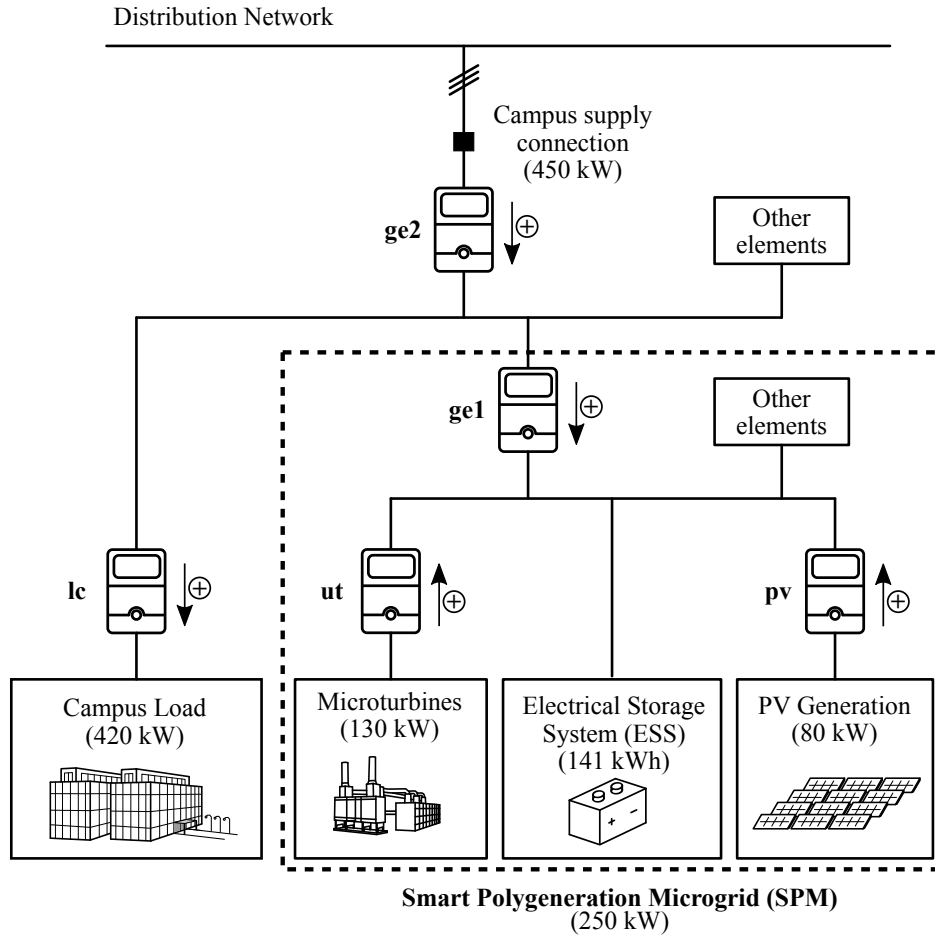 Distribution Network
Campus supply
connection
(450 kW)
ge2
⊕
Other
elements
ge1
⊕
Other
elements
lc
⊕
ut
⊕
pv
⊕
Campus Load
(420 kW)
Microturbines
(130 kW)
Electrical Storage
System (ESS)
(141 kWh)
+ -
PV Generation
(80 kW)
Smart Polygeneration Microgrid (SPM)
(250 kW)